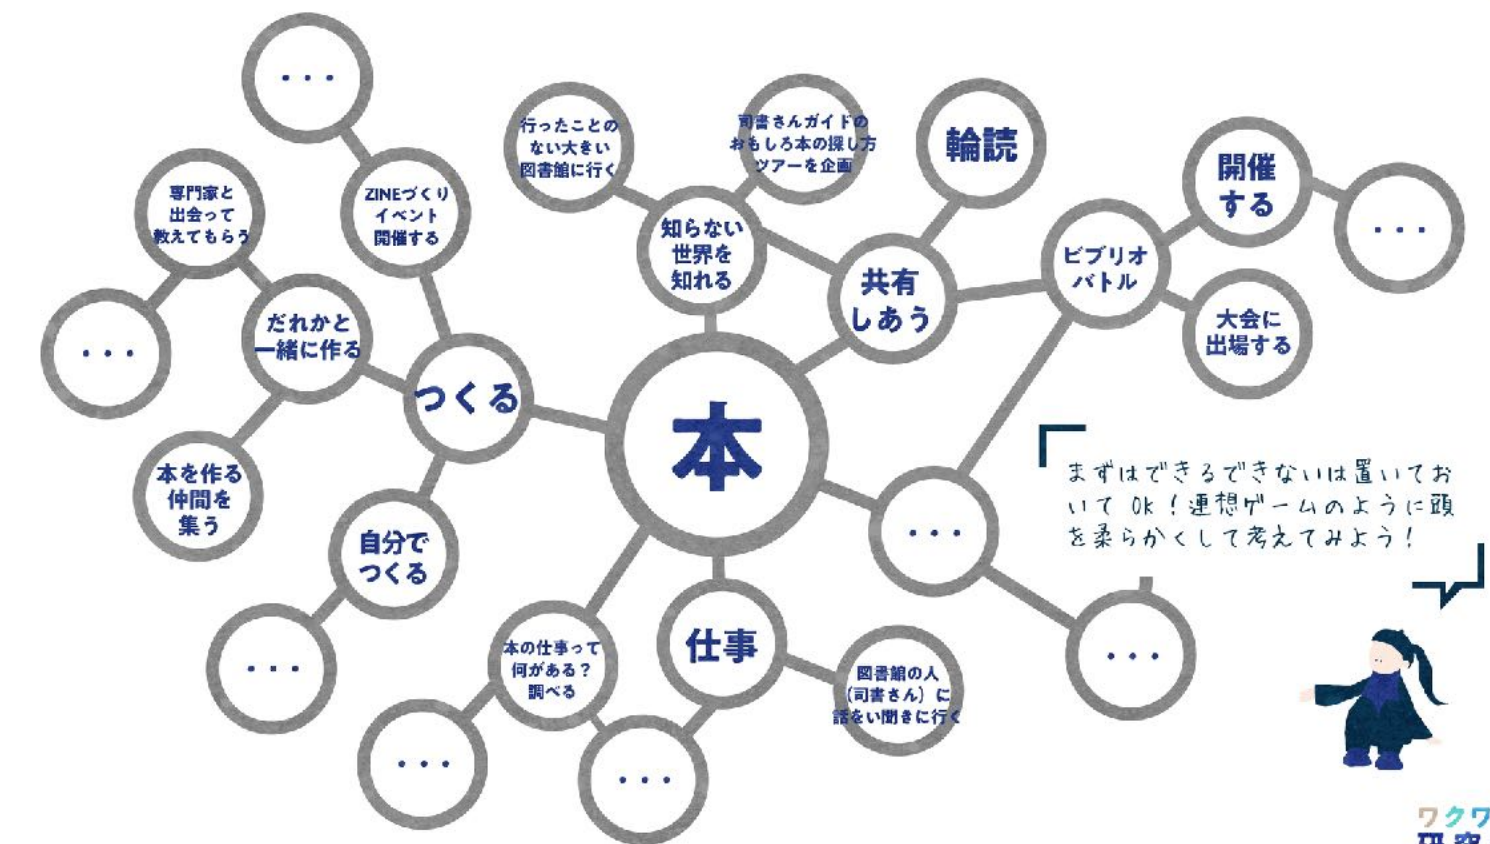 ・・・
専門家と
出会って
教えてもらう
ZINEづくり
イベント
開催する
・・・
だれかと
一緒に作る
つくる
本を作る
仲間を
集う
自分で
つくる
・・・
行ったことの
ない大きい
図書館に行く
司書さんガイドの
おもしろ本の探し方
ツアーを企画
輪読
知らない
世界を
知れる
共有
しあう
ビブリオ
バトル
開催
する
・・・
大会に
出場する
本
・・・
・・・
本の仕事って
何がある？
調べる
仕事
図書館の人
（司書さん）に
話をい聞きに行く
・・・
・・・
まずはできるできないは置いてお
いてOK！連想ゲームのように頭
を柔らかくして考えてみよう！
ワクワ
研究